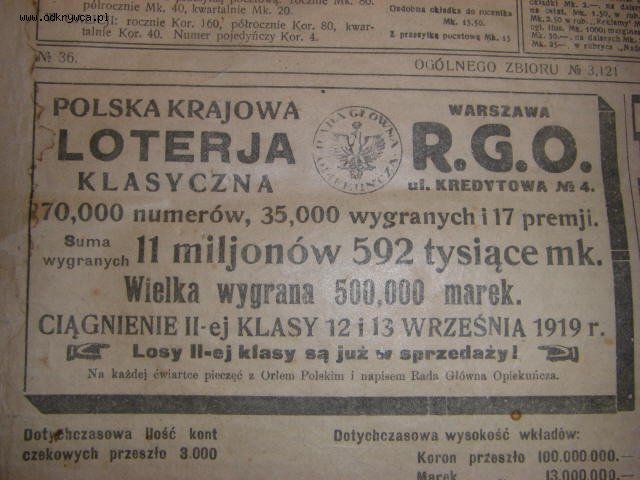 www.odkrywca.pl
półrocznie Mk. 40, kwartalnie Mk. 20.
rocznie Kor. 160, półrocznie Kor. 80, kwar-
talnie Kor. 40. Numer pojedyńczy Kor. 4.
Ozdobna okładka do rocznika
Mk. 15.50.
Z przesyłką pocztową Mk. 15
№ 36.
OGÓLNEGO ZBIORU № 3,121
POLSKA KRAJOWA
LOTERJA
KLASYCZNA
RADA GŁÓWNA OPIEKUŃCZA
WARSZAWA
R.G.O.
ul. KREDYTOWA № 4.
70,000 numerów, 35,000 wygranych i 17 premji.
Suma wygranych 11 miljonów 592 tysiące mk.
Wielka wygrana 500,000 marek.
CIĄGNIENIE II-ej KLASY 12 i 13 WRZEŚNIA 1919 r.
Losy II-ej klasy są już w sprzedaży!
Na każdej ćwiartce pieczęć z Orłem Polskim i napisem Rada Główna Opiekuńcza.
Dotychczasowa ilość kont
czekowych przeszło 3.000
Dotychczasowa wysokość wkładów:
Koron przeszło 100.000.000.—
Marek 13.000.000.—